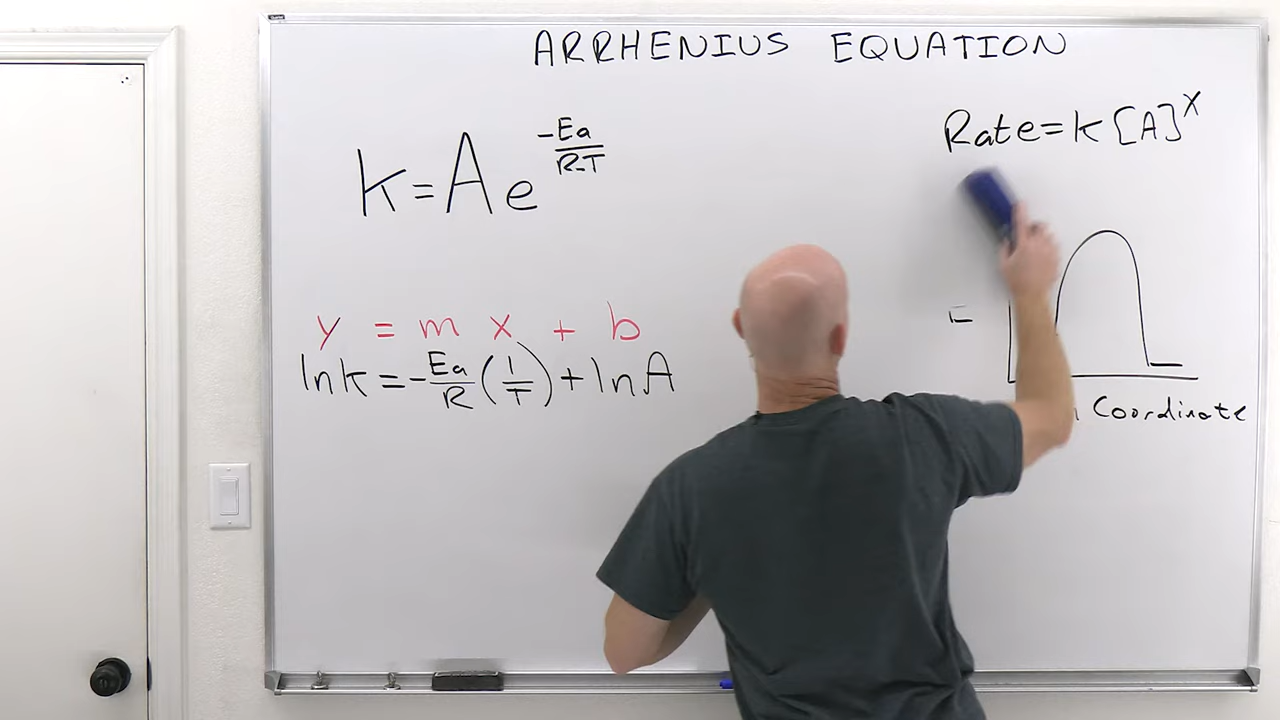 ARRHENIUS EQUATION
k=Ae^(-Ea/RT)
Rate=k[A]^x
y = m x + b
lnk=-Ea/R(1/T)+lnA
E
Coordinate